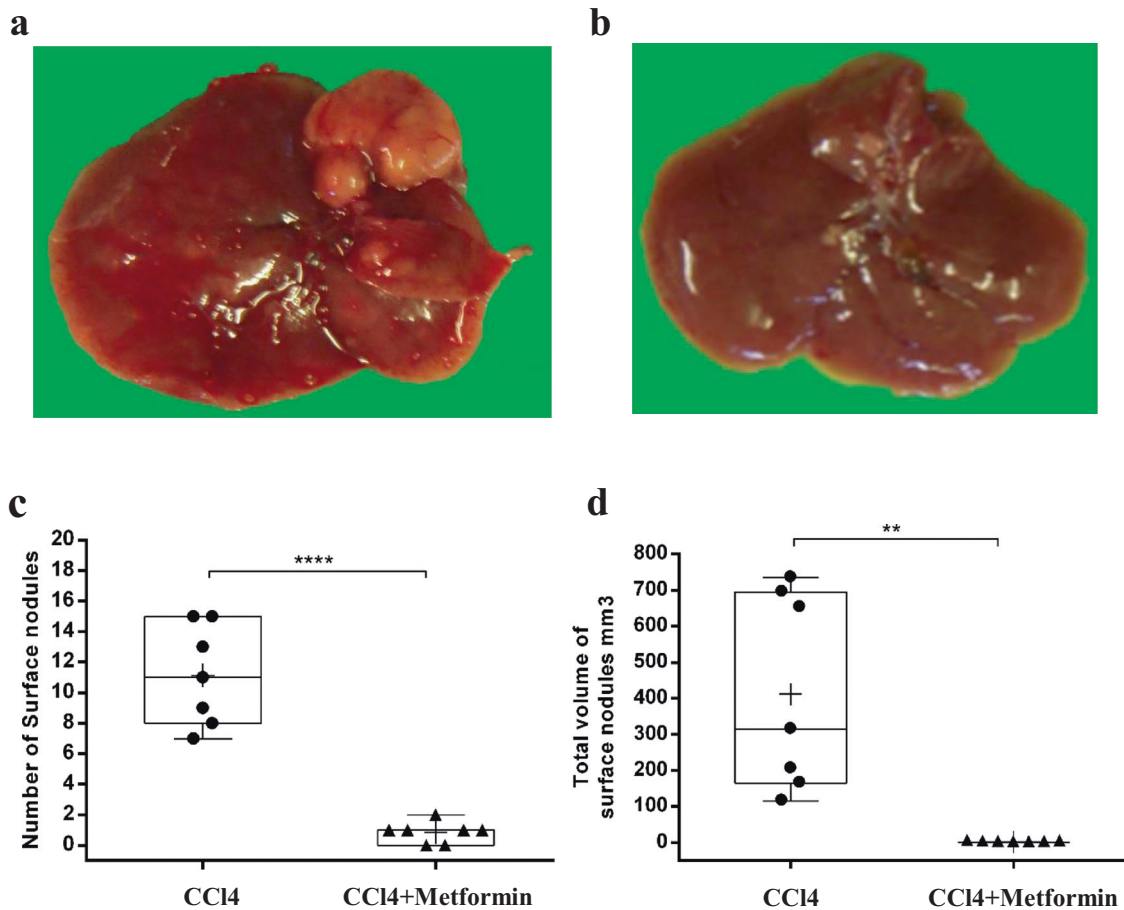 a
b
c
20
18
16
14
12
10
8
6
4
2
0
Number of Surface nodules
****
CCl4
CCl4+Metformin
d
800
700
600
500
400
300
200
100
0
Total volume of
surface nodules mm3
**
CCl4
CCl4+Metformin